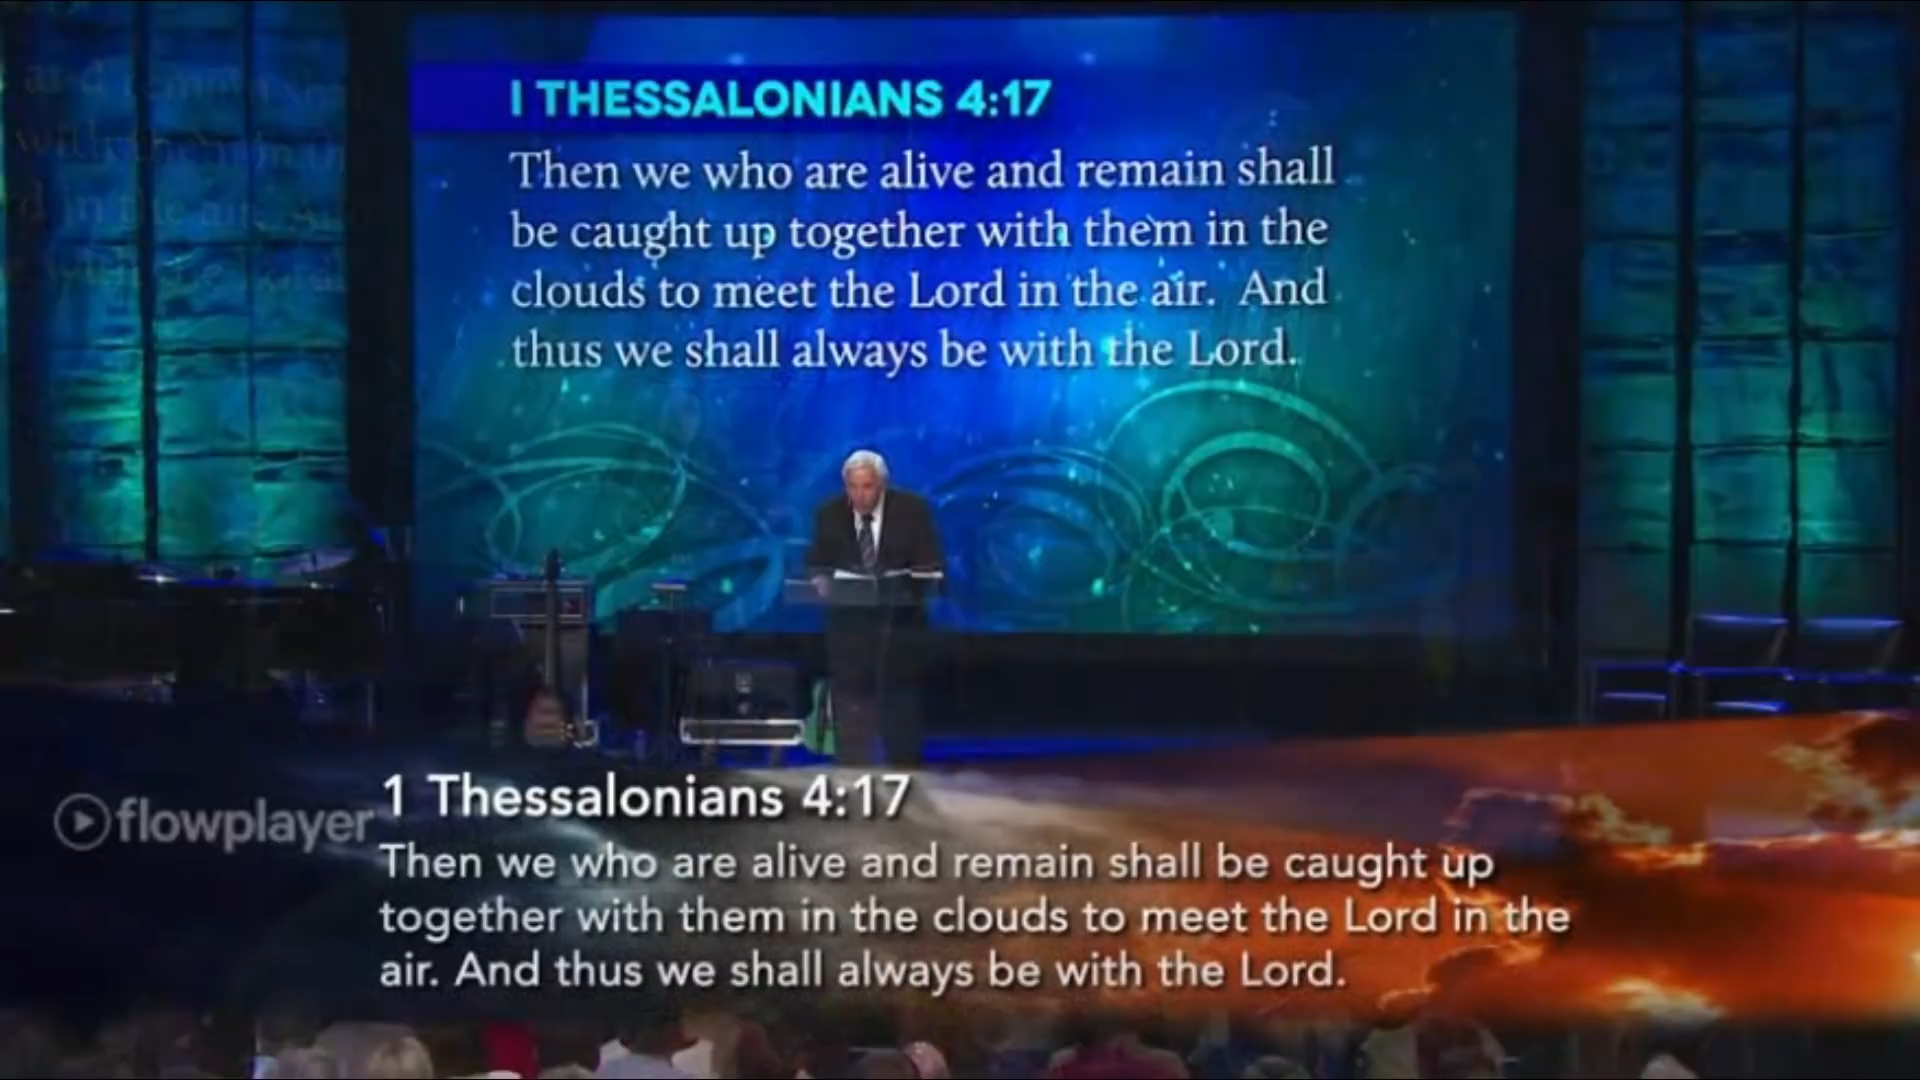 I THESSALONIANS 4:17
Then we who are alive and remain shall
be caught up together with them in the
clouds to meet the Lord in the air. And
thus we shall always be with the Lord.
flowplayer
1 Thessalonians 4:17
Then we who are alive and remain shall be caught up
together with them in the clouds to meet the Lord in the
air. And thus we shall always be with the Lord.